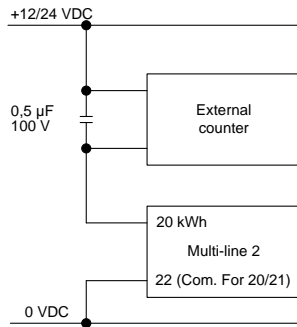 +12/24 VDC
0,5 µF
100 V
External
counter
20 kWh
Multi-line 2
22 (Com. For 20/21)
0 VDC